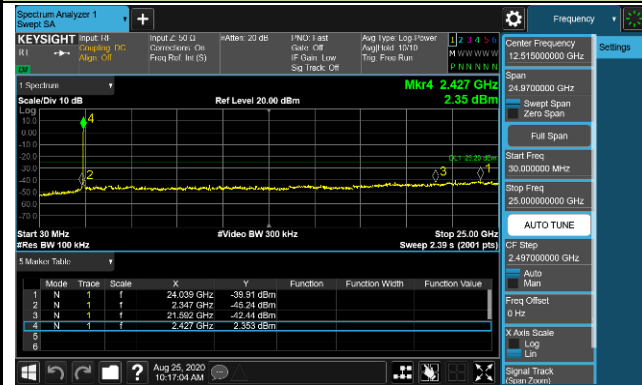 Spectrum Analyzer 1
Swept SA
+
Frequency
KEYSIGHT
Input: RF
Coupling: DC
Align: Off
Input Z: 50 Ω
Corrections: On
Freq Ref: Int (S)
#Atten: 20 dB
PNO: Fast
Gate: Off
IF Gain: Low
Sig Track: Off
Avg Type: Log-Power
Avg|Hold: 10/10
Trig: Free Run
1 2 3 4 5 6
M W W W W W
P N N N N N
Center Frequency
12.515000000 GHz
Settings
Span
24.9700000 GHz
Swept Span
Zero Span
Full Span
Start Freq
30.000000 MHz
Stop Freq
25.000000000 GHz
AUTO TUNE
CF Step
2.497000000 GHz
Auto
Man
Freq Offset
0 Hz
X Axis Scale
Log
Lin
Signal Track
(Span Zoom)
1 Spectrum
Scale/Div 10 dB
Ref Level 20.00 dBm
Mkr4 2.427 GHz
2.35 dBm
Log
10.0
0.00
-10.0
-20.0
-30.0
-40.0
-50.0
-60.0
-70.0
4
2
3
1
DL1 -25.20 dBm
Start 30 MHz
#Video BW 300 kHz
Stop 25.00 GHz
#Res BW 100 kHz
Sweep 2.39 s (2001 pts)
5 Marker Table
Mode Trace Scale X Y Function Function Width Function Value
1 N 1 f 24.039 GHz -39.91 dBm
2 N 1 f 2.347 GHz -45.24 dBm
3 N 1 f 21.592 GHz -42.44 dBm
4 N 1 f 2.427 GHz 2.353 dBm
5
6
?
Aug 25, 2020
10:17:04 AM